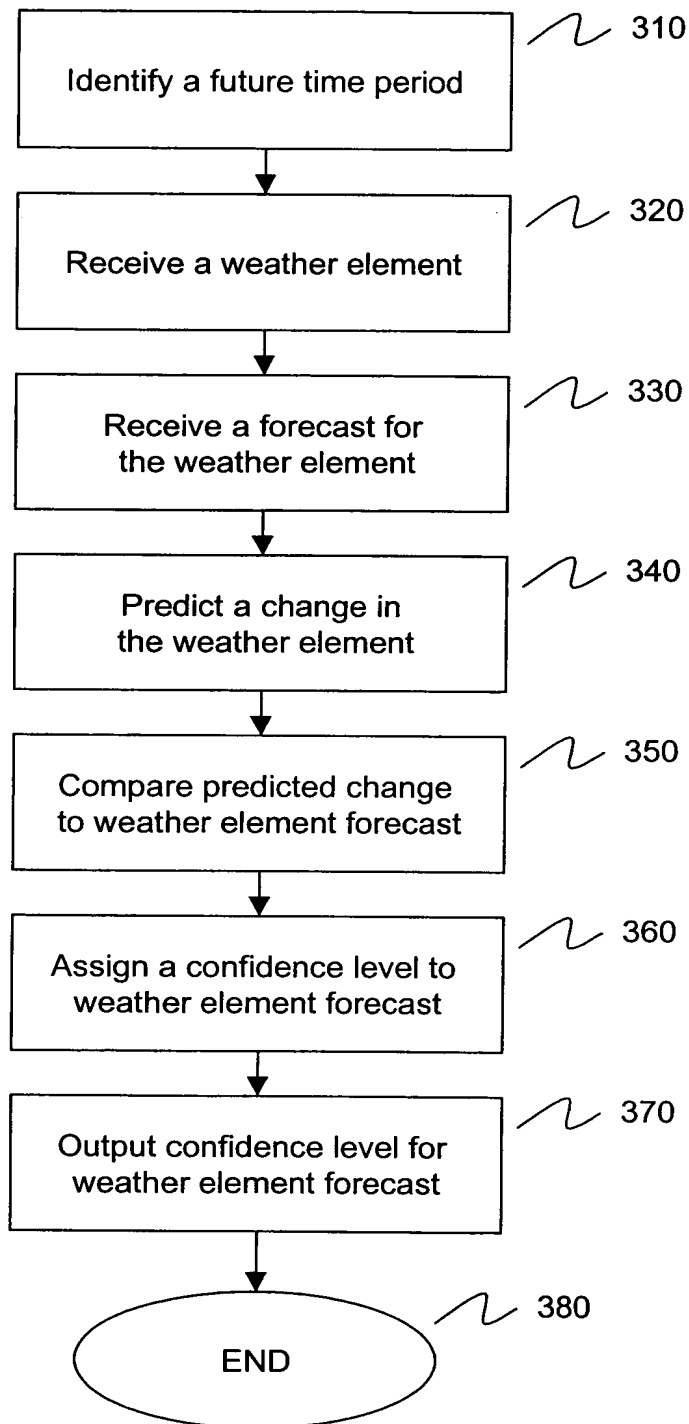 310
Identify a future time period
320
Receive a weather element
330
Receive a forecast for
the weather element
340
Predict a change in
the weather element
350
Compare predicted change
to weather element forecast
360
Assign a confidence level to
weather element forecast
370
Output confidence level for
weather element forecast
380
END